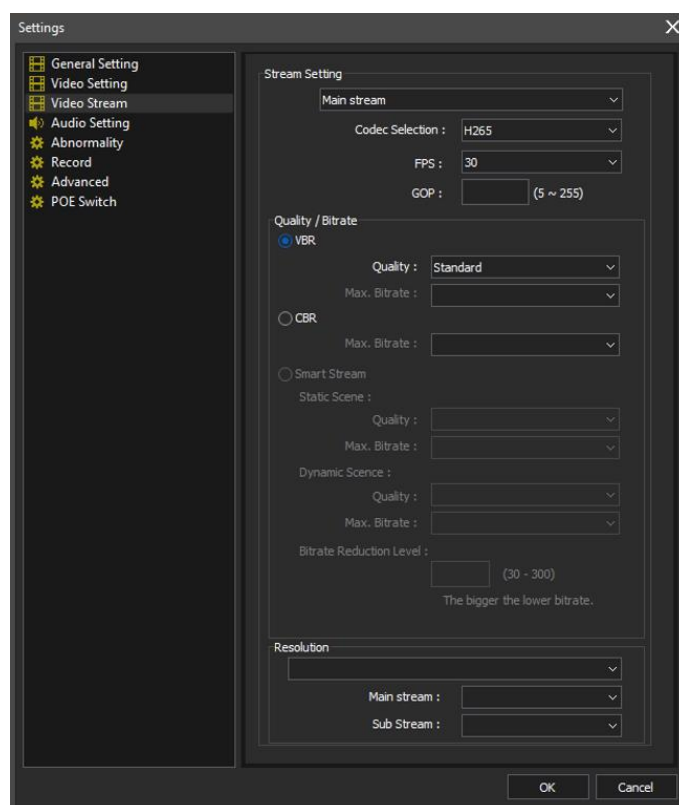 Settings
X
General Setting
Video Setting
Video Stream
Audio Setting
Abnormality
Record
Advanced
POE Switch
Stream Setting
Main stream
Codec Selection : H265
FPS : 30
GOP : (5 ~ 255)
Quality / Bitrate
VBR
Quality : Standard
Max. Bitrate :
CBR
Max. Bitrate :
Smart Stream
Static Scene :
Quality :
Max. Bitrate :
Dynamic Scence :
Quality :
Max. Bitrate :
Bitrate Reduction Level :
(30 - 300)
The bigger the lower bitrate.
Resolution
Main stream :
Sub Stream :
OK Cancel